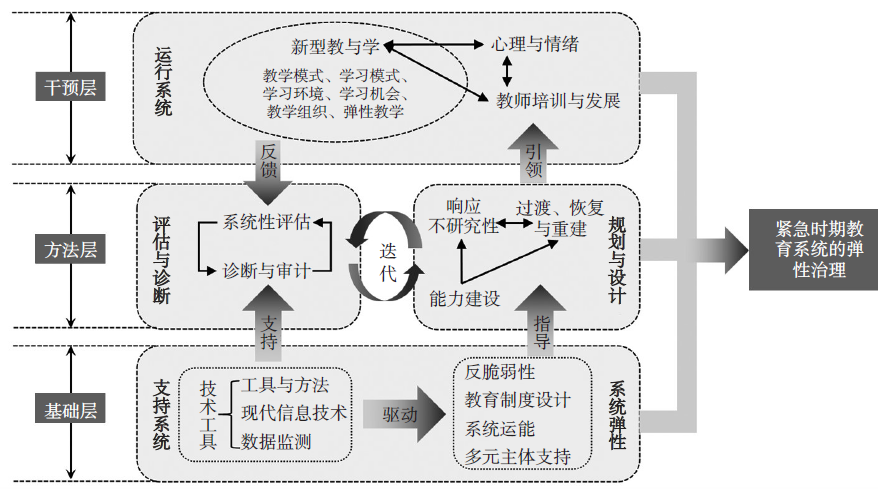 干预层
运行系统
新型教与学
教学模式、学习模式、
学习环境、学习机会、
教学组织、弹性教学
心理与情绪
教师培训与发展
反馈
引领
方法层
评估与诊断
系统性评估
诊断与审计
迭代
响应
不研究性
过渡、恢复
与重建
能力建设
规划与设计
紧急时期教
育系统的弹
性治理
支持
指导
基础层
支持系统
技术工具
工具与方法
现代信息技术
数据监测
驱动
反脆弱性
教育制度设计
系统运能
多元主体支持
系统弹性